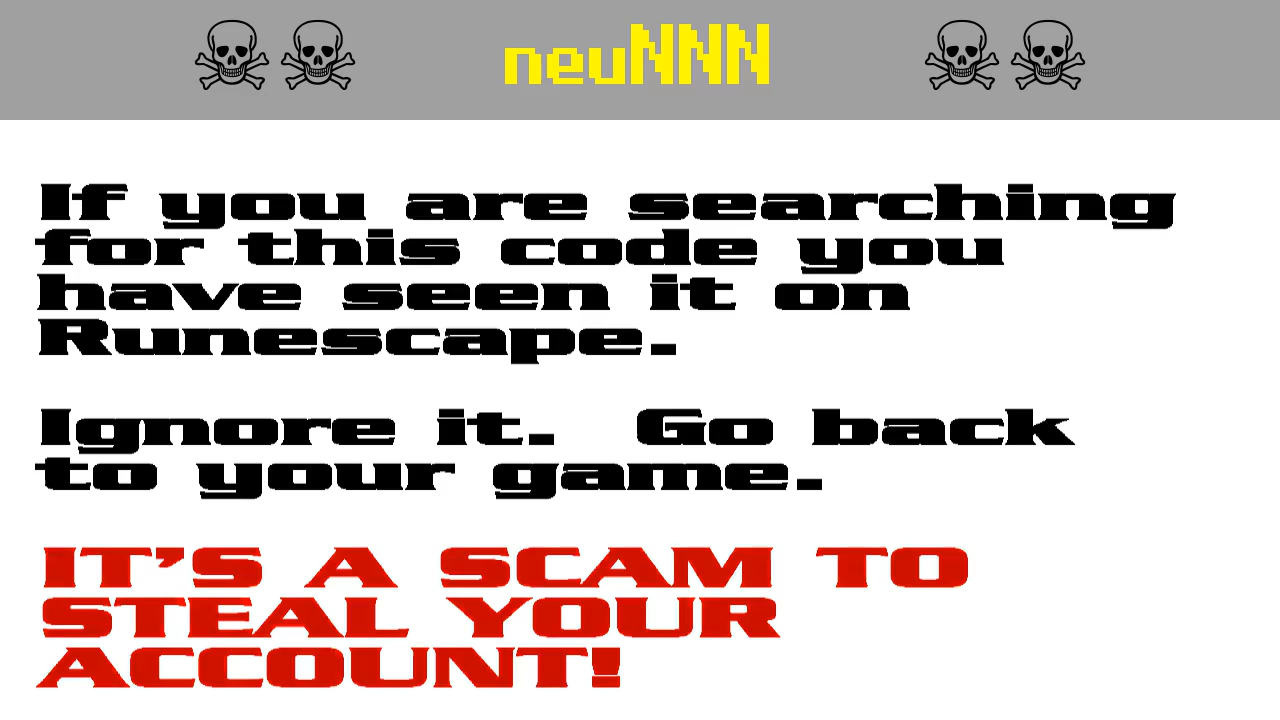 neuNNN
If you are searching
for this code you
have seen it on
Runescape.
Ignore it.  Go back
to your game.
IT'S A SCAM TO
STEAL YOUR
ACCOUNT!